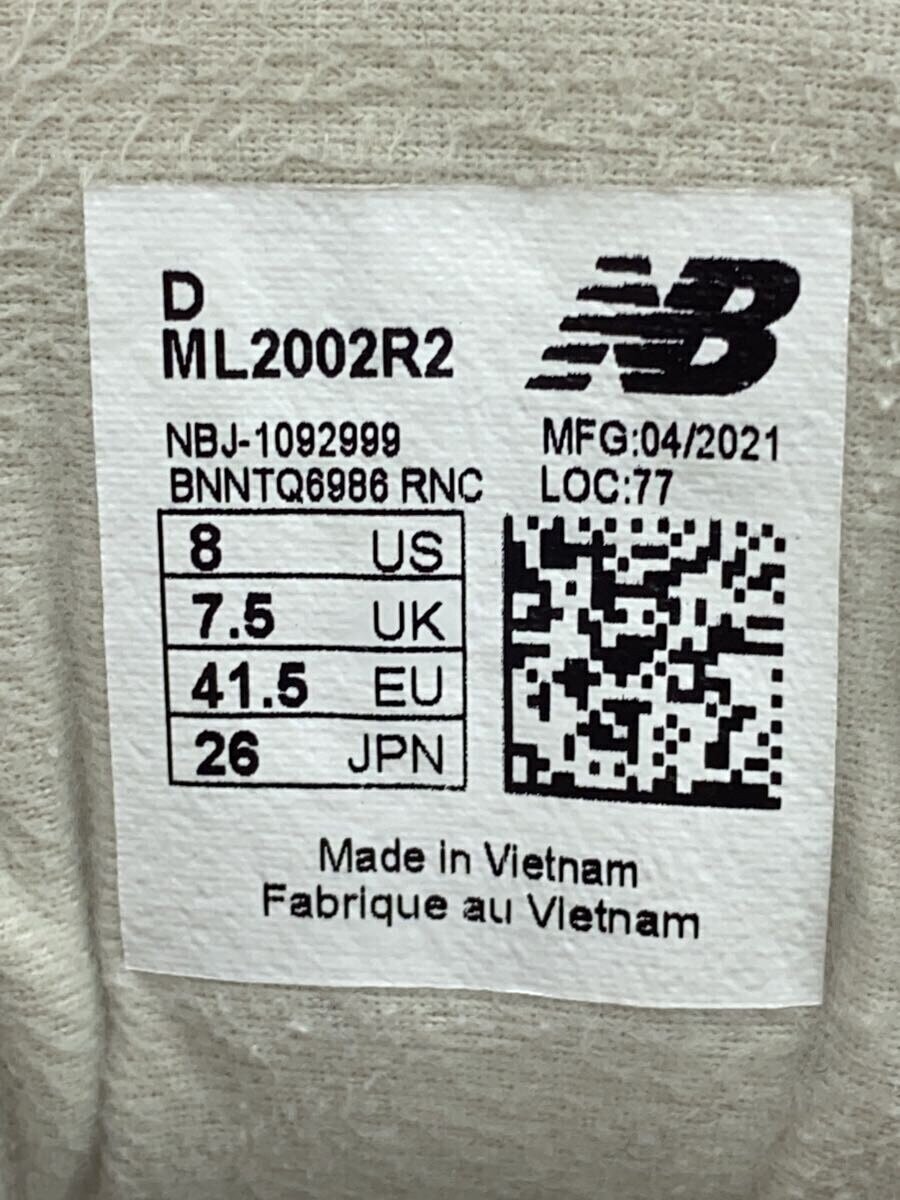 D
ML2002R2
NB
NBJ-1092999
BNNTQ6986 RNC
MFG:04/2021
LOC:77
8 US
7.5 UK
41.5 EU
26 JPN
Made in Vietnam
Fabrique au Vietnam